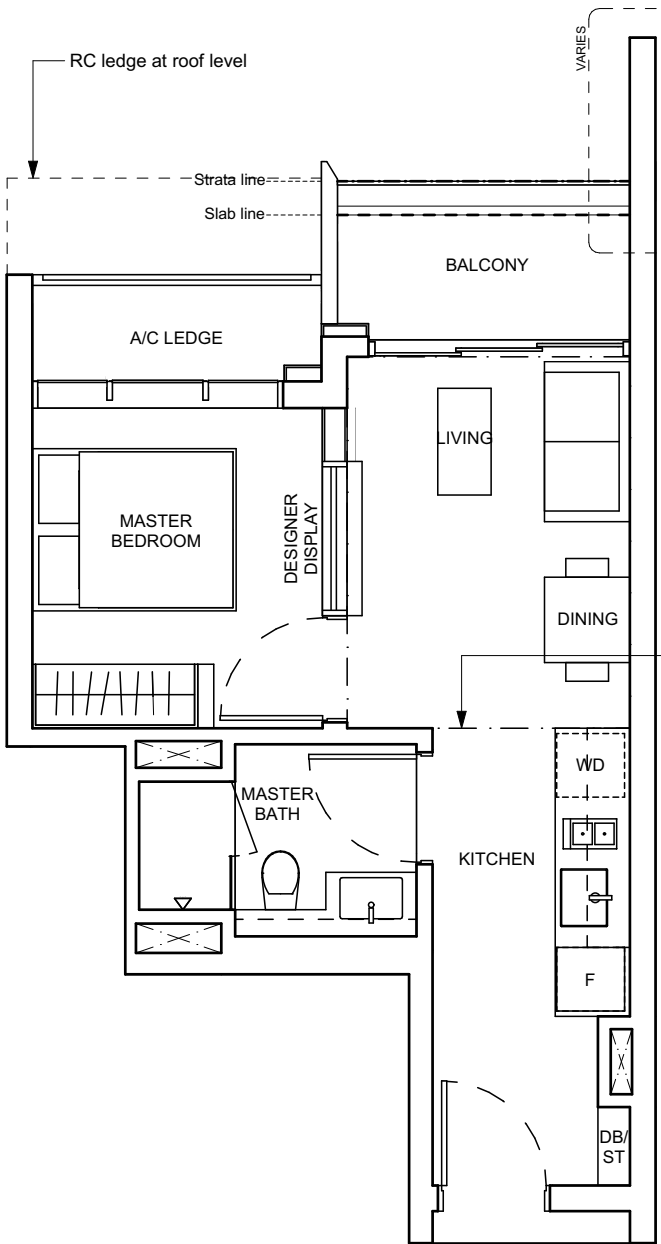 VARIES
RC ledge at roof level
Strata line
Slab line
BALCONY
A/C LEDGE
LIVING
MASTER
BEDROOM
DESIGNER
DISPLAY
DINING
WD
MASTER
BATH
KITCHEN
F
DB/
ST